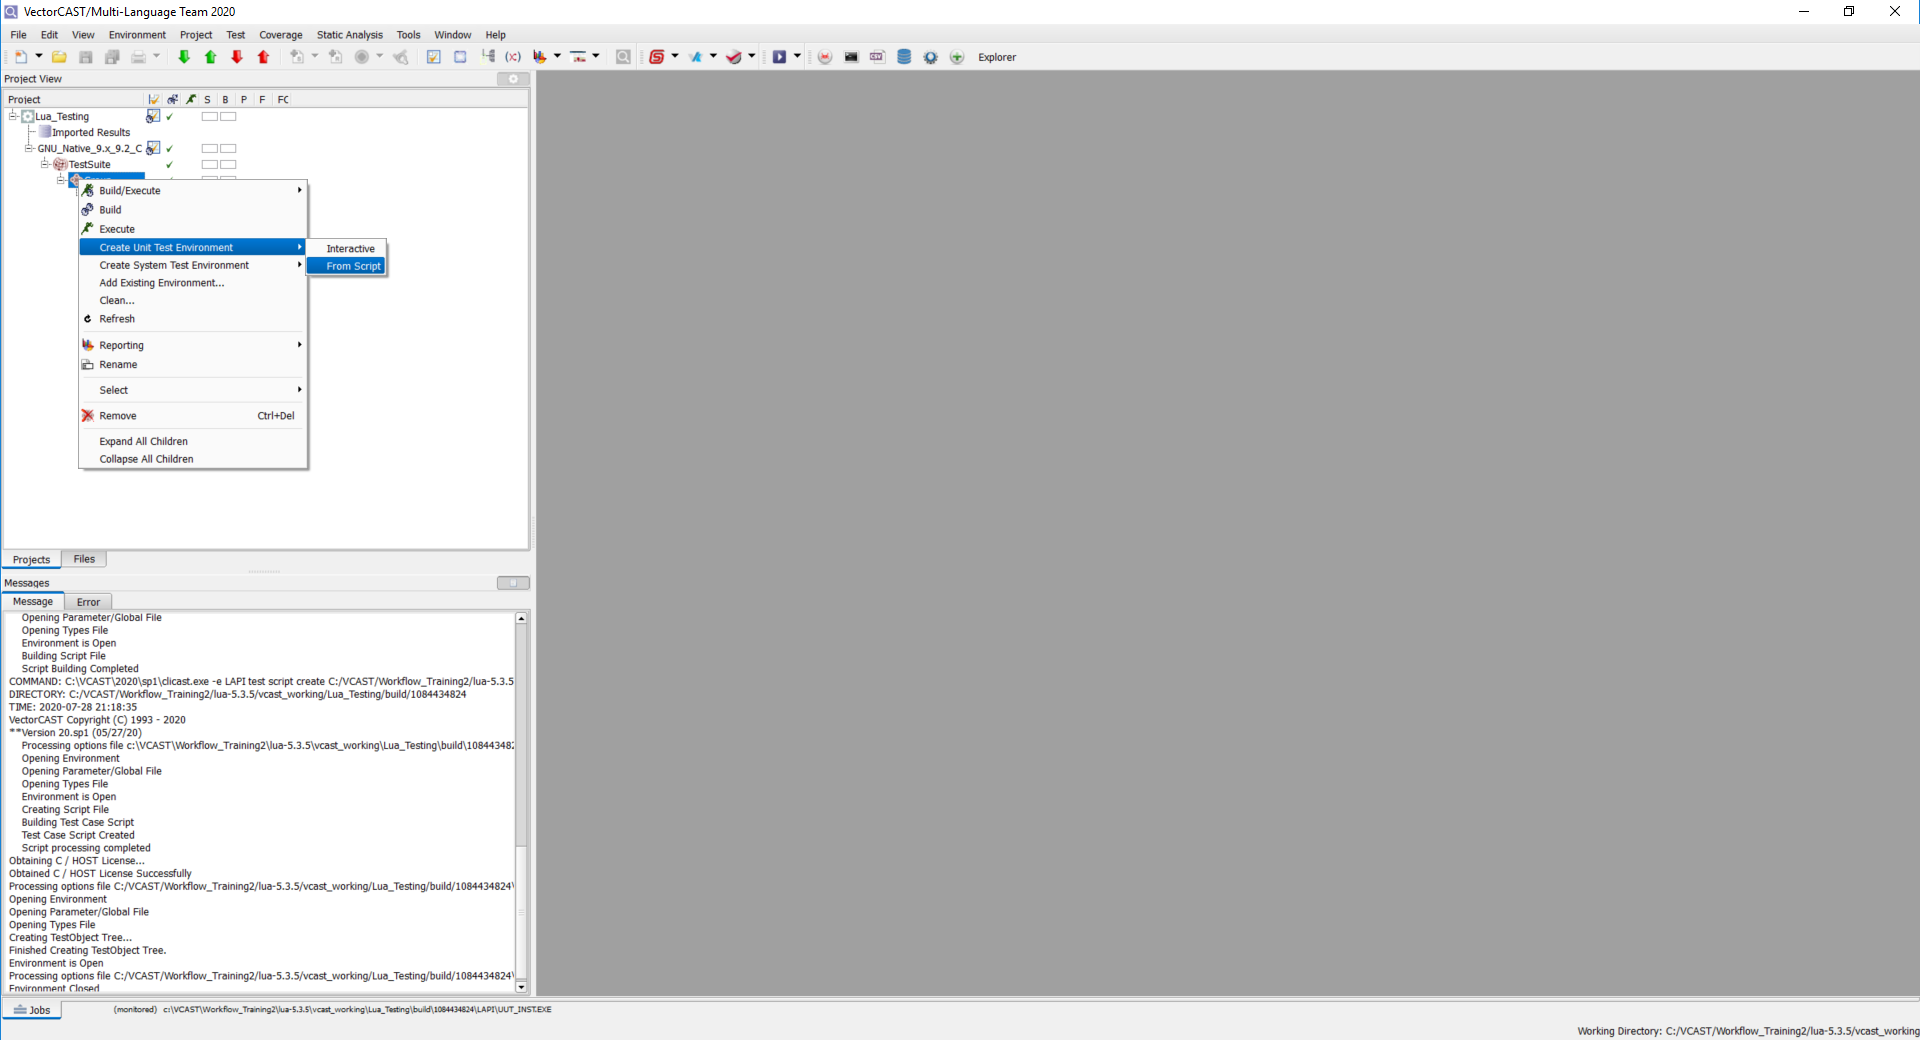 VectorCAST/Multi-Language Team 2020
File Edit View Environment Project Test Coverage Static Analysis Tools Window Help
Explorer
Project View
Project S B P F FC
Lua_Testing
Imported Results
GNU_Native_9.x_9.2_C
TestSuite
Build/Execute
Build
Execute
Create Unit Test Environment
Interactive
Create System Test Environment
From Script
Add Existing Environment...
Clean...
Refresh
Reporting
Rename
Select
Remove Ctrl+Del
Expand All Children
Collapse All Children
Projects Files
Messages
Message Error
Opening Parameter/Global File
Opening Types File
Environment is Open
Building Script File
Script Building Completed
COMMAND: C:\VCAST\2020\sp1\clicast.exe -e LAPI test script create C:/VCAST/Workflow_Training2/lua-5.3.5
DIRECTORY: C:/VCAST/Workflow_Training2/lua-5.3.5/vcast_working/Lua_Testing/build/1084434824
TIME: 2020-07-28 21:18:35
VectorCAST Copyright (C) 1993 - 2020
**Version 20.sp1 (05/27/20)
Processing options file c:\VCAST\Workflow_Training2\lua-5.3.5\vcast_working\Lua_Testing\build\108443482
Opening Environment
Opening Parameter/Global File
Opening Types File
Environment is Open
Creating Script File
Building Test Case Script
Test Case Script Created
Script processing completed
Obtaining C / HOST License...
Obtained C / HOST License Successfully
Processing options file C:/VCAST/Workflow_Training2/lua-5.3.5/vcast_working/Lua_Testing/build/1084434824\
Opening Environment
Opening Parameter/Global File
Opening Types File
Creating TestObject Tree...
Finished Creating TestObject Tree.
Environment is Open
Processing options file C:/VCAST/Workflow_Training2/lua-5.3.5/vcast_working/Lua_Testing/build/1084434824\
Environment Closed
Jobs (monitored) c:\VCAST\Workflow_Training2\lua-5.3.5\vcast_working\Lua_Testing\build\1084434824\LAPI\UUT_INST.EXE
Working Directory: C:/VCAST/Workflow_Training2/lua-5.3.5/vcast_working